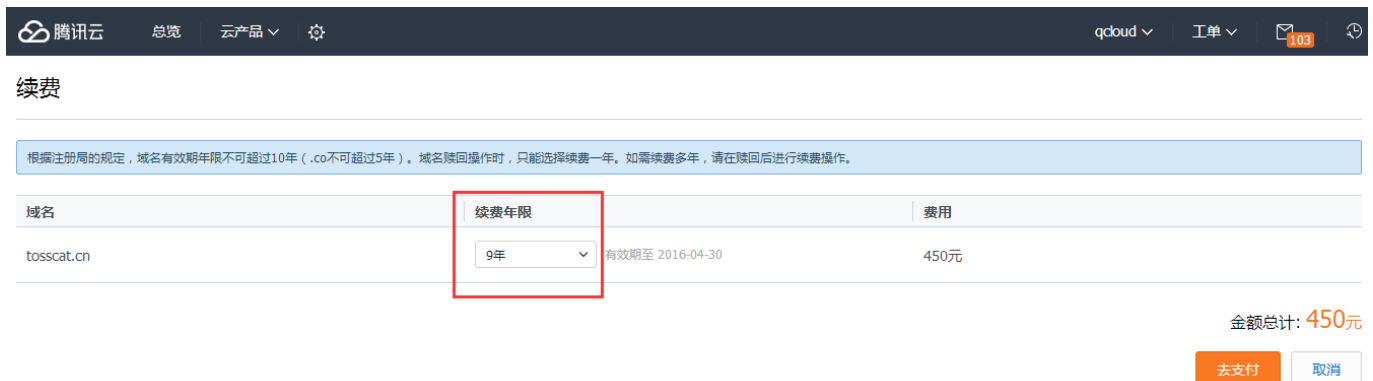 腾讯云 总览 云产品 qcloud 工单 103
续费
根据注册局的规定，域名有效期年限不可超过10年（.co不可超过5年）。域名赎回操作时，只能选择续费一年。如需续费多年，请在赎回后进行续费操作。
域名 续费年限 费用
tosscat.cn 9年 有效期至 2016-04-30 450元
金额总计: 450元
去支付 取消